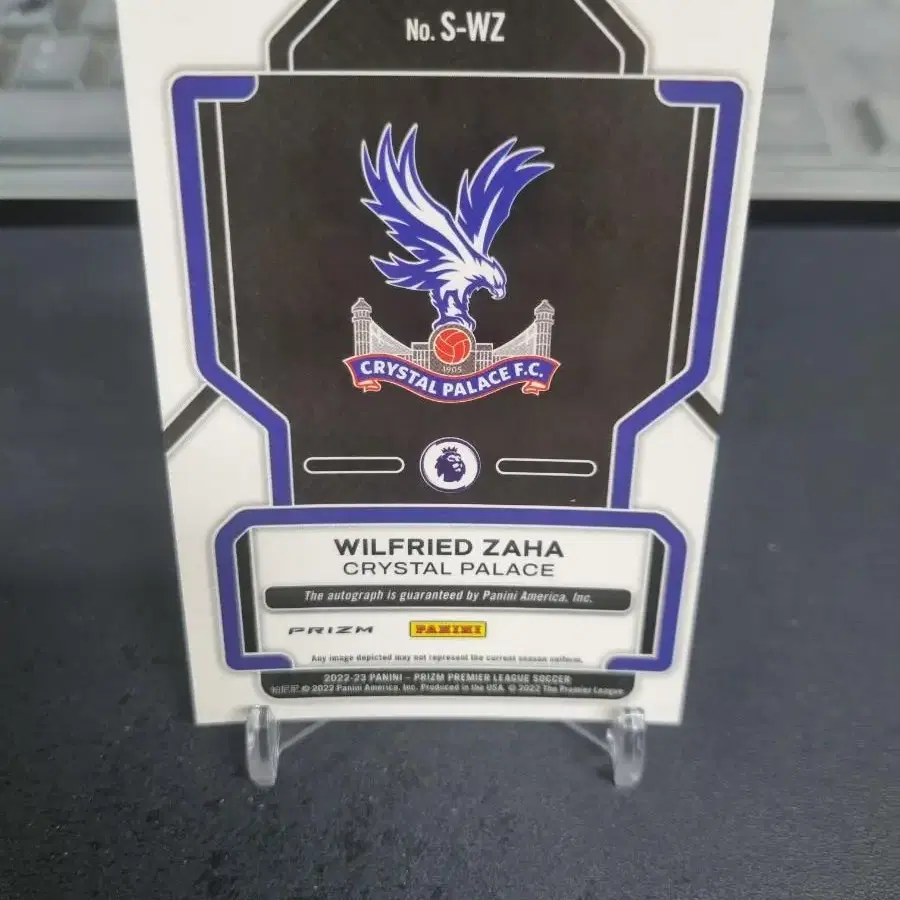 No. S-WZ
1905
CRYSTAL PALACE F.C.
WILFRIED ZAHA
CRYSTAL PALACE
The autograph is guaranteed by Panini America, Inc.
PRIZM PANINI
Any image depicted may not represent the current season uniform.
2022-23 PANINI - PRIZM PREMIER LEAGUE SOCCER
© 2022 Panini America, Inc. Produced in the USA. © 2022 The Premier League